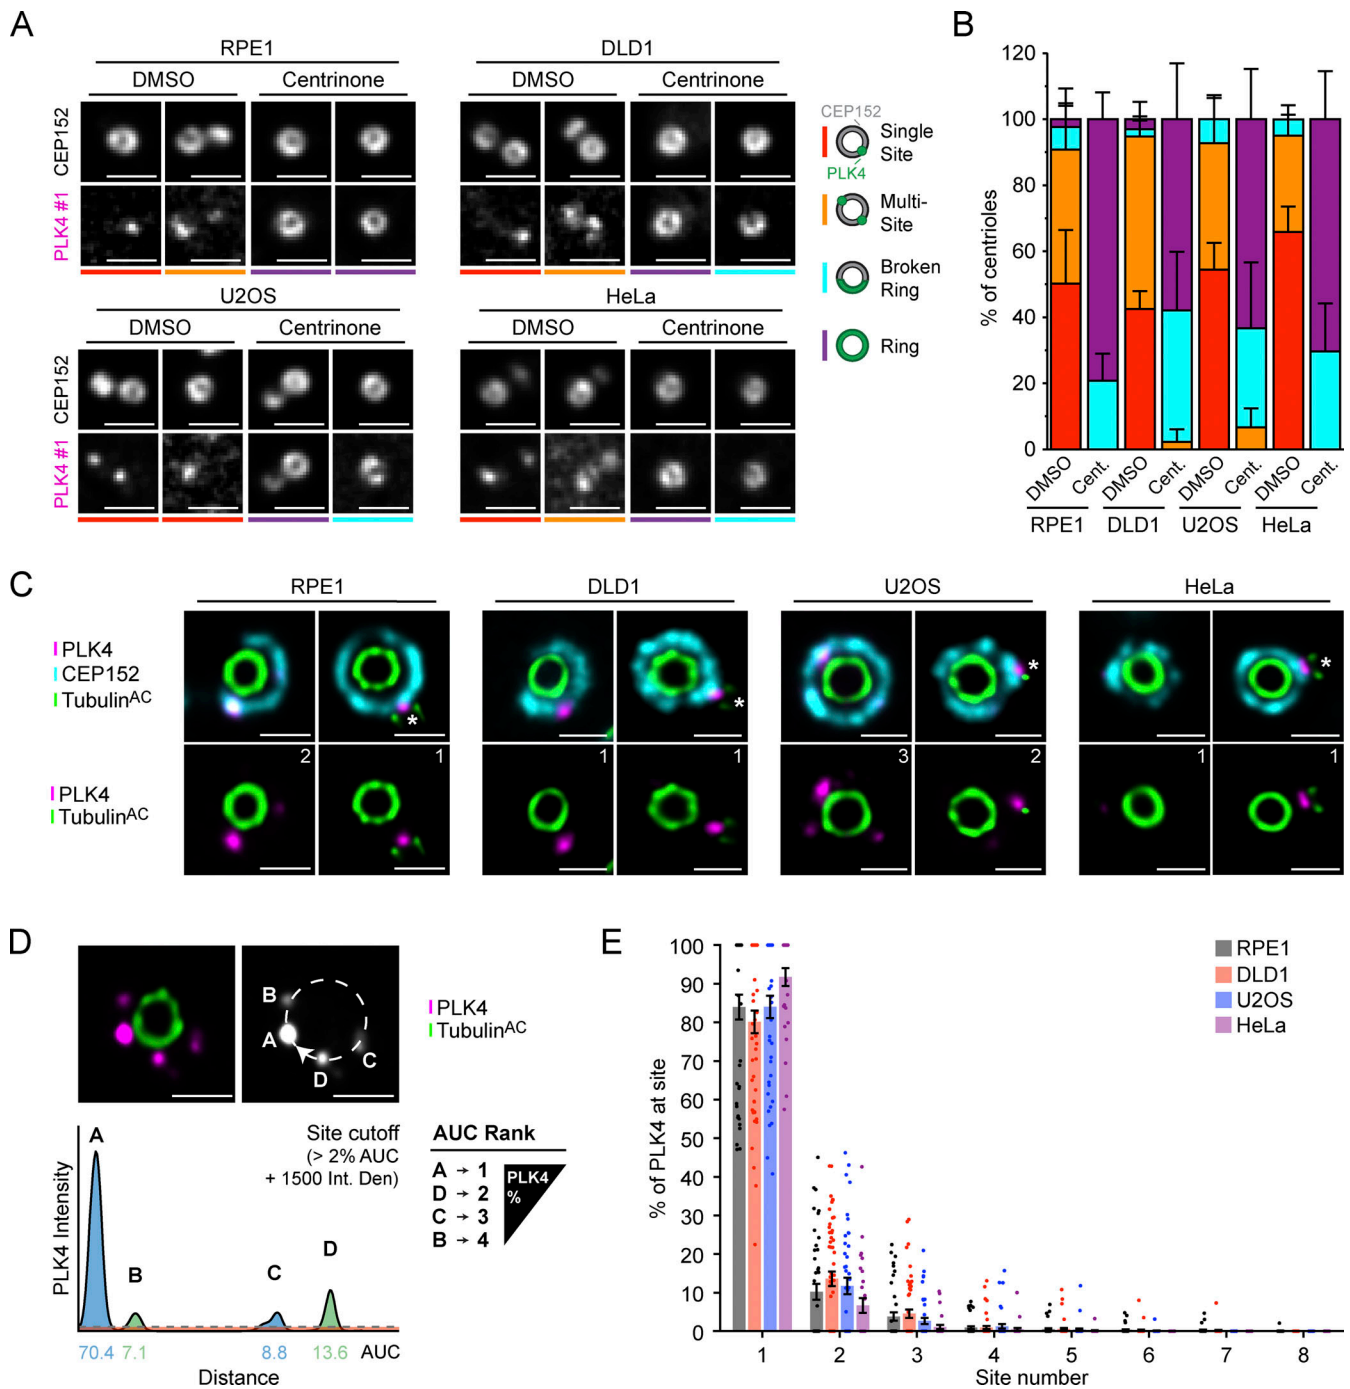 A
RPE1
DLD1
DMSO
Centrinone
DMSO
Centrinone
CEP152
PLK4 #1
U2OS
HeLa
DMSO
Centrinone
DMSO
Centrinone
CEP152
PLK4 #1
CEP152
PLK4
Single
Site
Multi-
Site
Broken
Ring
Ring
B
% of centrioles
120
100
80
60
40
20
0
DMSO
Cent.
DMSO
Cent.
DMSO
Cent.
DMSO
Cent.
RPE1
DLD1
U2OS
HeLa
C
RPE1
DLD1
U2OS
HeLa
PLK4
CEP152
TubulinAC
*
*
*
*
PLK4
TubulinAC
2
1
1
1
3
2
1
1
D
B
A
C
D
PLK4
TubulinAC
PLK4 Intensity
A
B
C
D
Site cutoff
(> 2% AUC
+ 1500 Int. Den)
70.4
7.1
8.8
13.6
AUC
Distance
AUC Rank
A → 1
D → 2
C → 3
B → 4
PLK4
%
E
% of PLK4 at site
100
90
80
70
60
50
40
30
20
10
0
1
2
3
4
5
6
7
8
Site number
RPE1
DLD1
U2OS
HeLa